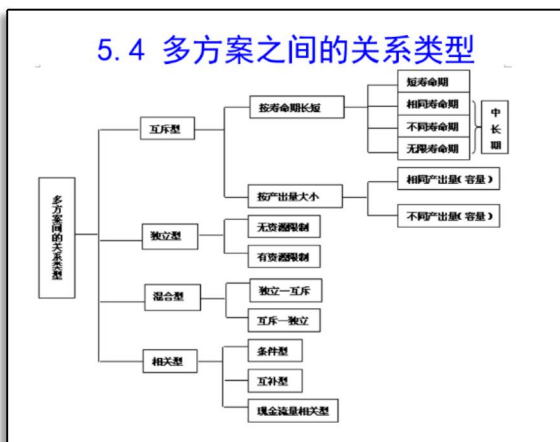 5.4 多方案之间的关系类型
多方案间的关系类型
互斥型
按寿命期长短
短寿命期
相同寿命期
不同寿命期
无限寿命期
中长期
按产出量大小
相同产出量(容量)
不同产出量(容量)
独立型
无资源限制
有资源限制
混合型
独立—互斥
互斥—独立
相关型
条件型
互补型
现金流量相关型